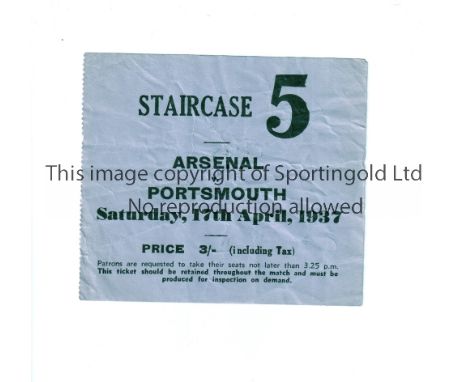 STAIRCASE 5
ARSENAL
This image copyright of Sportingold Ltd
PORTSMOUTH
No reproduction allowed
Saturday, 17th April, 1937
PRICE 3/- (including Tax)
Patrons are requested to take their seats not later than 3.25 p.m.
This ticket should be retained throughout the match and must be
produced for inspection on demand.